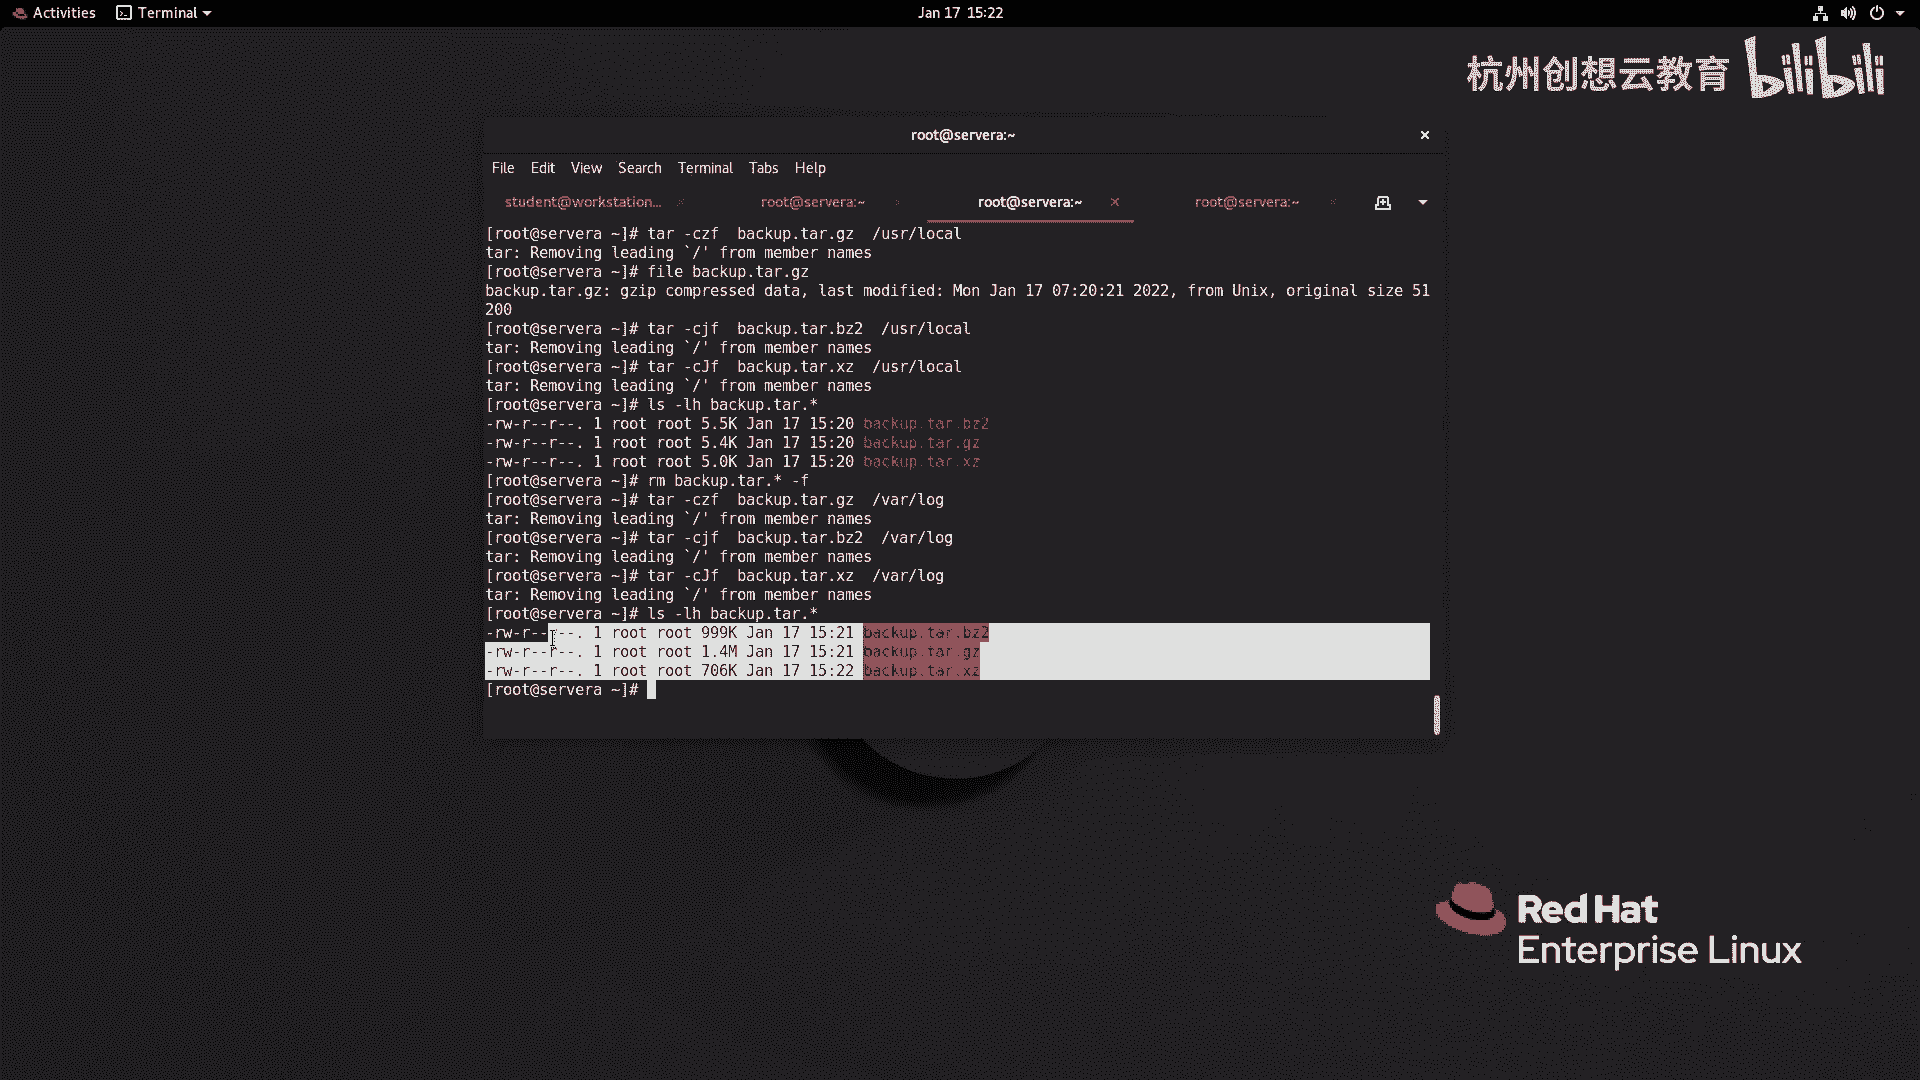 Activities
Terminal
Jan 17 15:22
杭州创想云教育 bilibili
root@servera:~
File Edit View Search Terminal Tabs Help
student@workstation... root@servera:~ root@servera:~ root@servera:~
[root@servera ~]# tar -czf  backup.tar.gz  /usr/local
tar: Removing leading `/' from member names
[root@servera ~]# file backup.tar.gz
backup.tar.gz: gzip compressed data, last modified: Mon Jan 17 07:20:21 2022, from Unix, original size 51
200
[root@servera ~]# tar -cjf  backup.tar.bz2  /usr/local
tar: Removing leading `/' from member names
[root@servera ~]# tar -cJf  backup.tar.xz  /usr/local
tar: Removing leading `/' from member names
[root@servera ~]# ls -lh backup.tar.*
-rw-r--r--. 1 root root 5.5K Jan 17 15:20 backup.tar.bz2
-rw-r--r--. 1 root root 5.4K Jan 17 15:20 backup.tar.gz
-rw-r--r--. 1 root root 5.0K Jan 17 15:20 backup.tar.xz
[root@servera ~]# rm backup.tar.* -f
[root@servera ~]# tar -czf  backup.tar.gz  /var/log
tar: Removing leading `/' from member names
[root@servera ~]# tar -cjf  backup.tar.bz2  /var/log
tar: Removing leading `/' from member names
[root@servera ~]# tar -cJf  backup.tar.xz  /var/log
tar: Removing leading `/' from member names
[root@servera ~]# ls -lh backup.tar.*
-rw-r--r--. 1 root root 999K Jan 17 15:21 backup.tar.bz2
-rw-r--r--. 1 root root 1.4M Jan 17 15:21 backup.tar.gz
-rw-r--r--. 1 root root 706K Jan 17 15:22 backup.tar.xz
[root@servera ~]#
Red Hat
Enterprise Linux